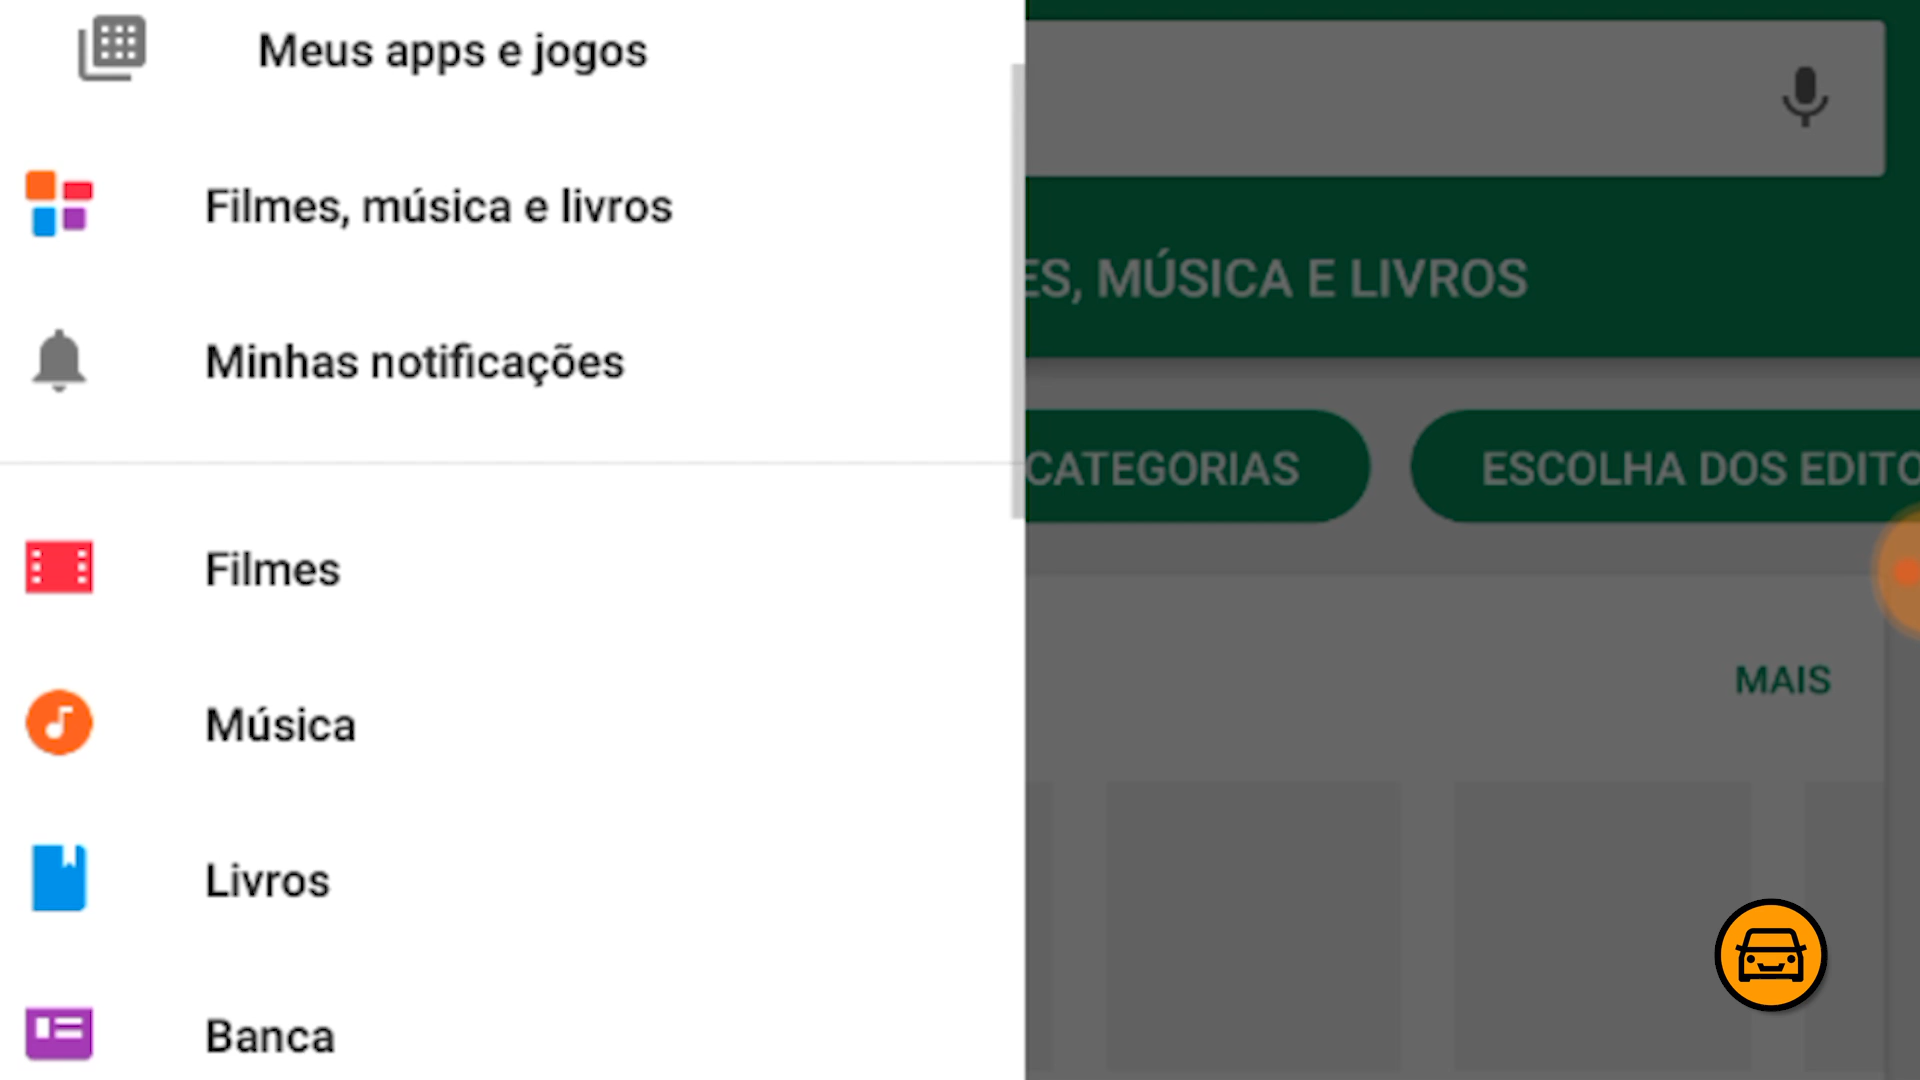 Meus apps e jogos
Filmes, música e livros
Minhas notificações
Filmes
Música
Livros
Banca
ES, MÚSICA E LIVROS
CATEGORIAS
ESCOLHA DOS EDITO
MAIS